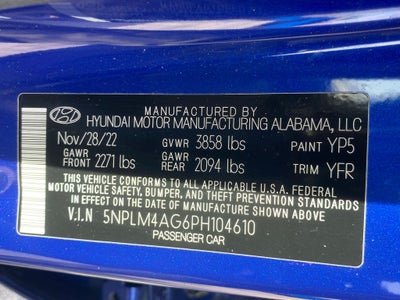 MANUFACTURED BY
HYUNDAI MOTOR MANUFACTURING ALABAMA, LLC
Nov/28/22 GVWR 3858 lbs PAINT YP5
GAWR FRONT 2271 lbs GAWR REAR 2094 lbs TRIM YFR
THIS VEHICLE CONFORMS TO ALL APPLICABLE U.S.A. FEDERAL
MOTOR VEHICLE SAFETY, BUMPER, AND THEFT PREVENTION STANDARDS
IN EFFECT ON THE DATE OF MANUFACTURE SHOWN ABOVE.
V.I.N 5NPLM4AG6PH104610
PASSENGER CAR